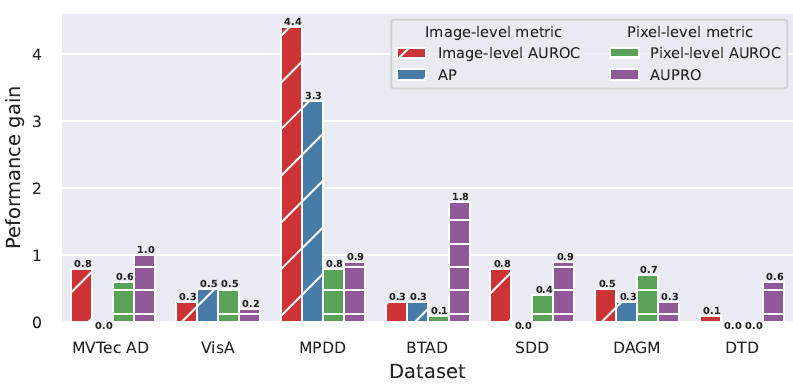 Image-level metric Pixel-level metric
Image-level AUROC Pixel-level AUROC
AP AUPRO
Peformance gain
4
3
2
1
0
0.8 0.0 0.6 1.0
0.3 0.5 0.5 0.2
4.4 3.3 0.8 0.9
0.3 0.3 0.1 1.8
0.8 0.0 0.4 0.9
0.5 0.3 0.7 0.3
0.1 0.0 0.0 0.6
MVTec AD VisA MPDD BTAD SDD DAGM DTD
Dataset